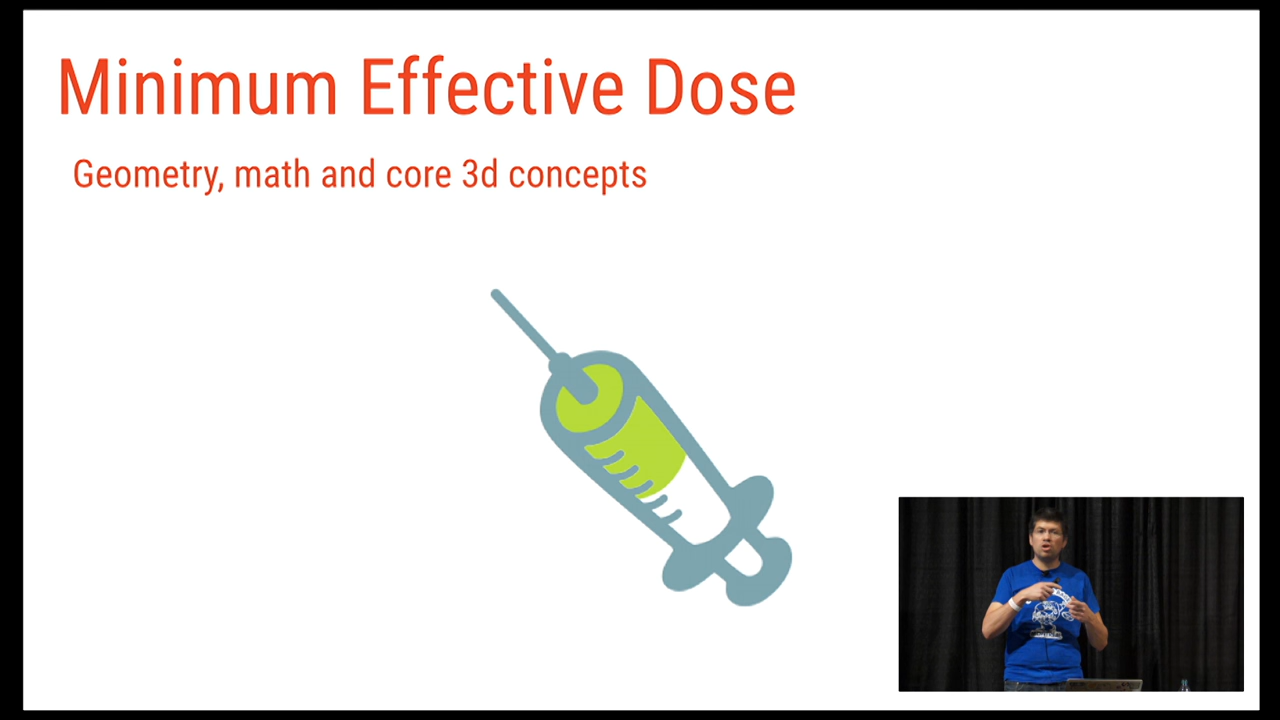 Minimum Effective Dose
Geometry, math and core 3d concepts